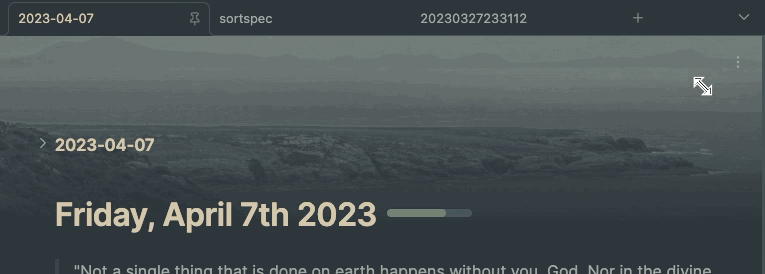 2023-04-07 sortspec 20230327233112 +
2023-04-07
Friday, April 7th 2023
"Not a single thing that is done on earth happens without you, God. Nor in the divine